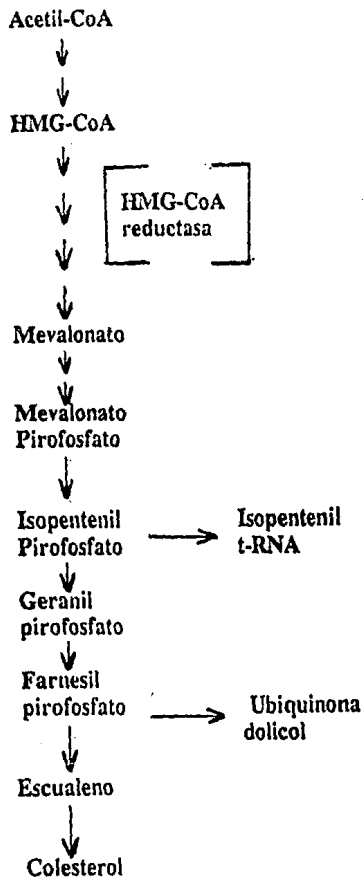 Acetil-CoA
HMG-CoA
HMG-CoA
reductasa
Mevalonato
Mevalonato
Pirofosfato
Isopentenil
Pirofosfato
Isopentenil
t-RNA
Geranil
pirofosfato
Farnesil
pirofosfato
Ubiquinona
dolicol
Escualeno
Colesterol